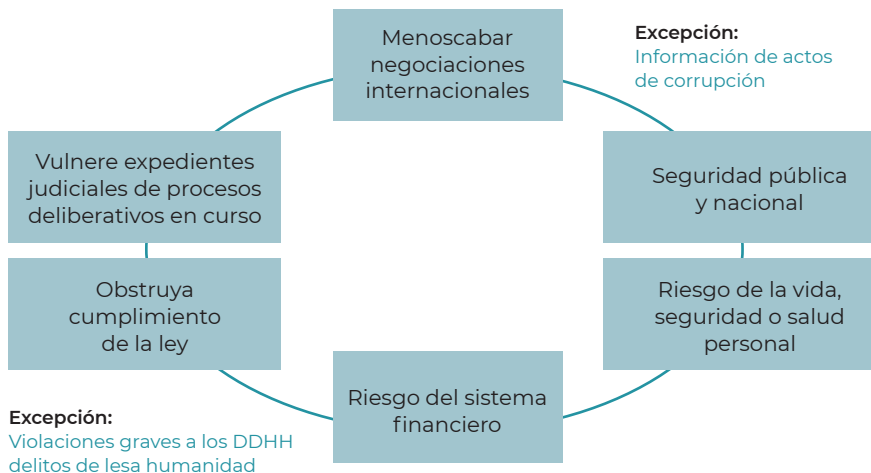 Menoscabar
negociaciones
internacionales
Excepción:
Información de actos
de corrupción
Vulnere expedientes
judiciales de procesos
deliberativos en curso
Seguridad pública
y nacional
Obstruya
cumplimiento
de la ley
Riesgo de la vida,
seguridad o salud
personal
Riesgo del sistema
financiero
Excepción:
Violaciones graves a los DDHH
delitos de lesa humanidad